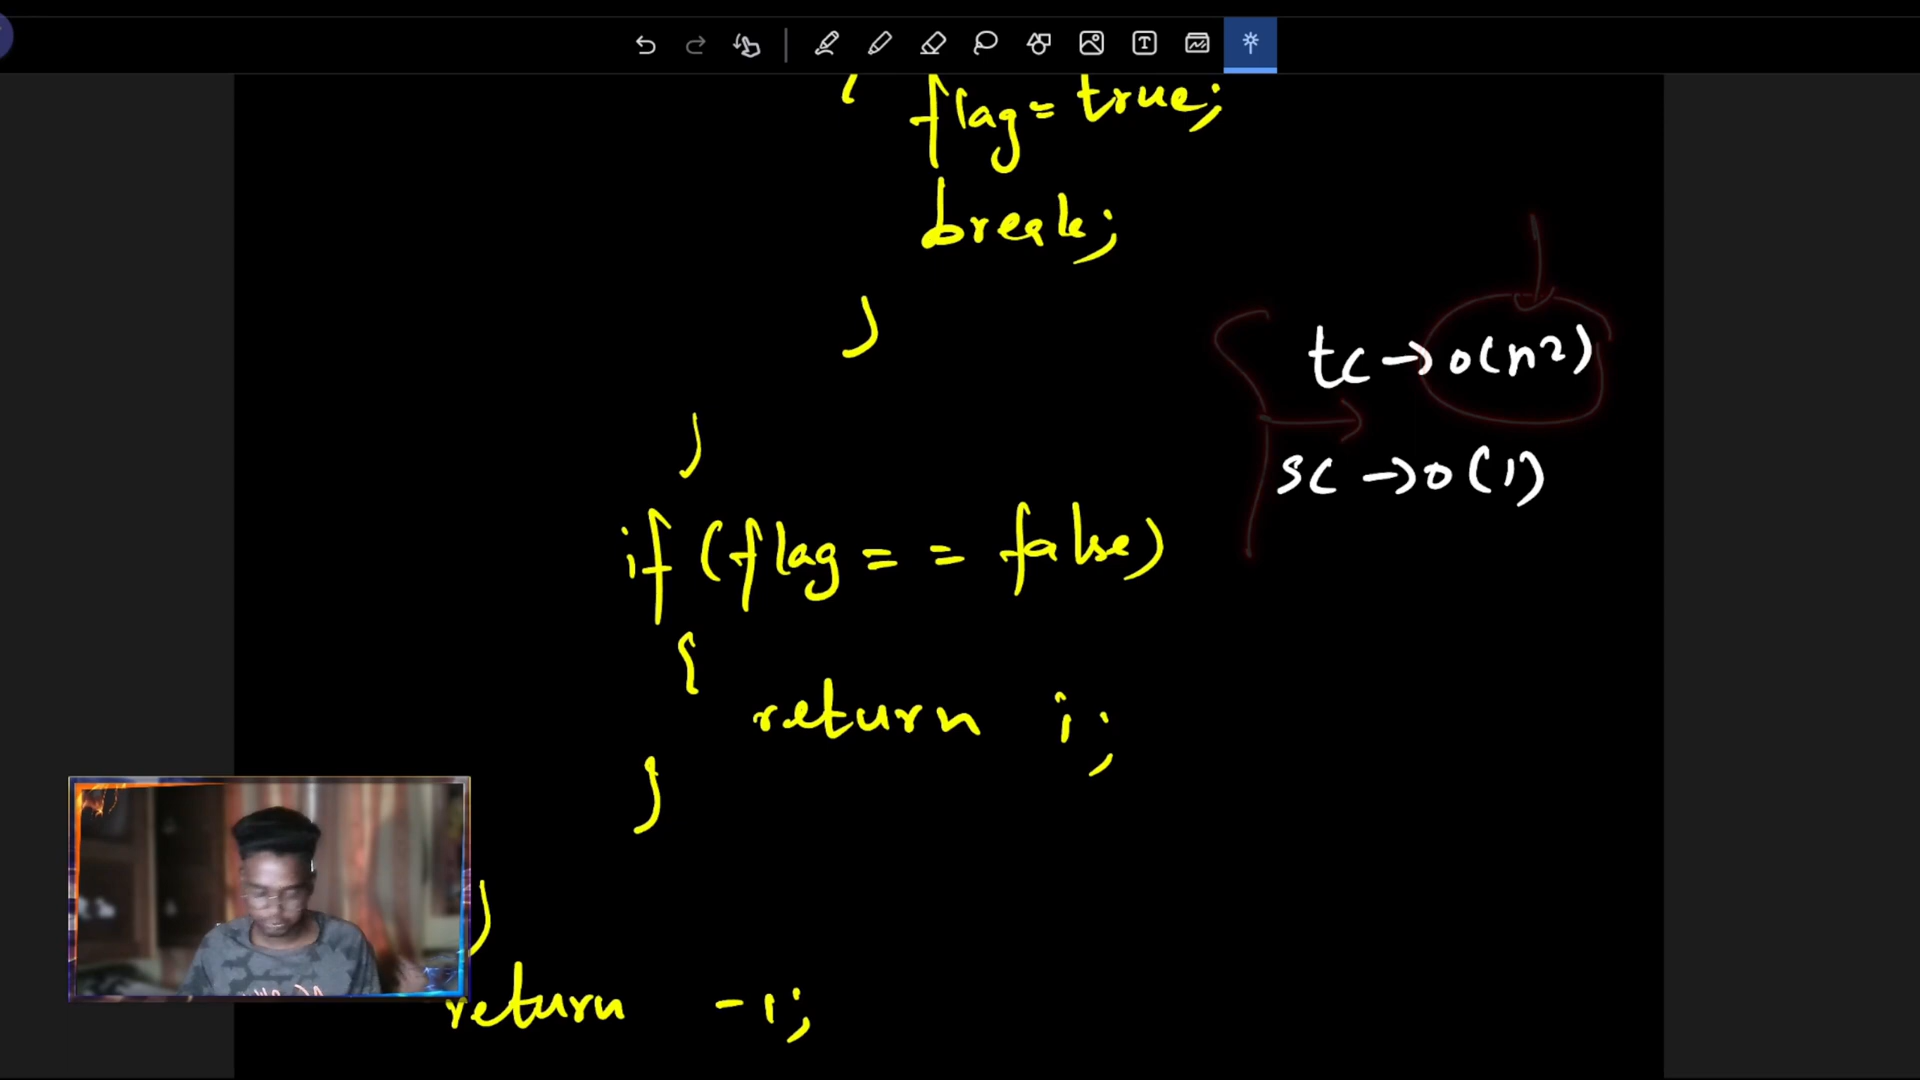 { flag = true;
break;
}
tc → o(n2)
}
sc → o(1)
if (flag = = false)
{
return i;
}
}
return -1;